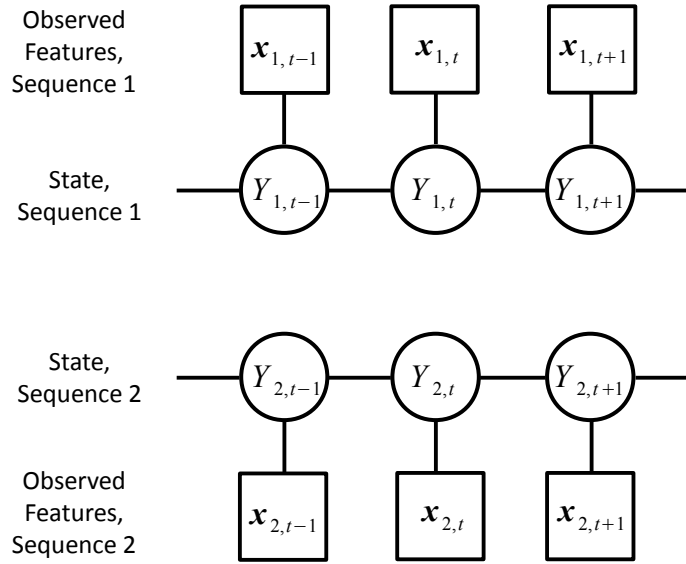 Observed
Features,
Sequence 1
x1, t−1
x1, t
x1, t+1
State,
Sequence 1
Y1, t−1
Y1, t
Y1, t+1
State,
Sequence 2
Y2, t−1
Y2, t
Y2, t+1
Observed
Features,
Sequence 2
x2, t−1
x2, t
x2, t+1